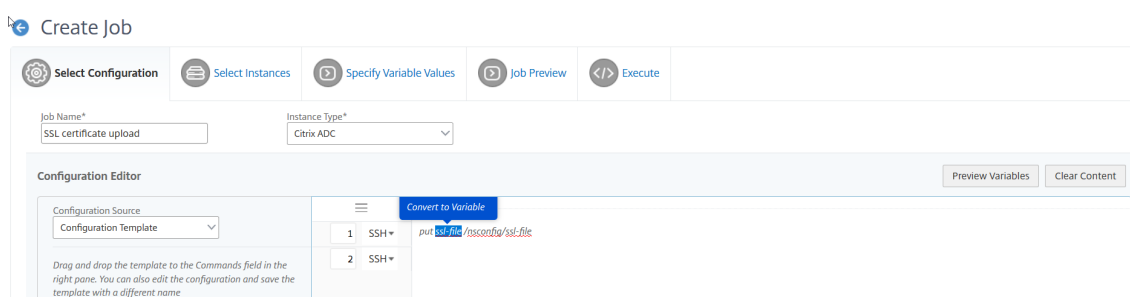 Create Job
Select Configuration Select Instances Specify Variable Values Job Preview Execute
Job Name* Instance Type*
SSL certificate upload Citrix ADC
Configuration Editor Preview Variables Clear Content
Configuration Source Convert to Variable
Configuration Template
1 SSH put ssl-file /nsconfig/ssl-file
2 SSH
Drag and drop the template to the Commands field in the
right pane. You can also edit the configuration and save the
template with a different name